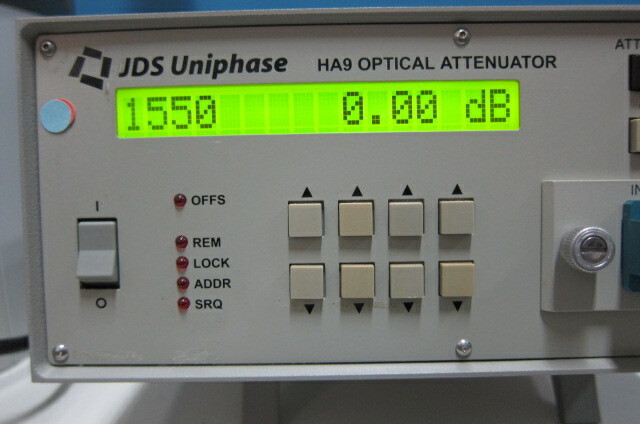 JDS Uniphase HA9 OPTICAL ATTENUATOR
1550 0.00 dB
I
OFFS
REM
LOCK
ADDR
SRQ
O